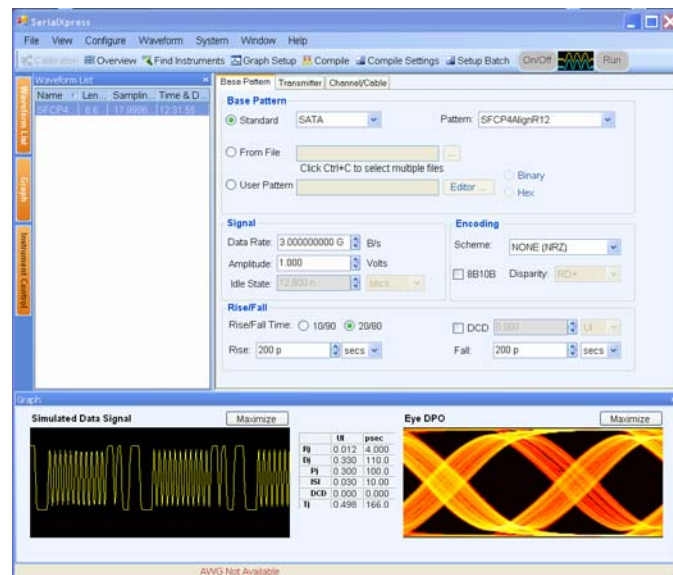 SerialXpress
File View Configure Waveform System Window Help
Calibration Overview Find Instruments Graph Setup Compile Compile Settings Setup Batch On/Off Run
Waveform List
Name Len... Samplin... Time & D...
SFCP4... 6.6 17.9998 12:31:55
Waveform List
Graph
Instrument Control
Base Pattern Transmitter Channel/Cable
Base Pattern
Standard SATA Pattern: SFCP4AlignR12
From File ...
Click Ctrl+C to select multiple files
User Pattern Editor ... Binary
Hex
Signal
Data Rate: 3.000000000 G B/s
Amplitude: 1.000 Volts
Idle State: 12.800 n secs
Encoding
Scheme: NONE (NRZ)
8B10B Disparity: RD+
Rise/Fall
Rise/Fall Time: 10/90 20/80
DCD 0.000 UI
Rise: 200 p secs
Fall: 200 p secs
Graph
Simulated Data Signal Maximize
UI psec
Rj 0.012 4.000
Dj 0.330 110.0
Pj 0.300 100.0
ISI 0.030 10.00
DCD 0.000 0.000
Tj 0.498 166.0
Eye DPO Maximize
AWG Not Available